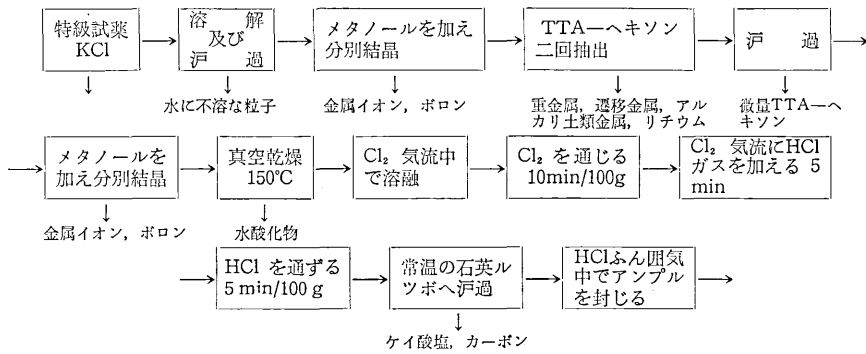 特級試薬
KCl
溶解
及び
沪過
メタノールを加え
分別結晶
TTA—ヘキソン
二回抽出
沪過
水に不溶な粒子
金属イオン，ボロン
重金属，遷移金属，アル
カリ土類金属，リチウム
微量TTA—ヘ
キソン
メタノールを
加え分別結晶
真空乾燥
150℃
Cl₂ 気流中
で溶融
Cl₂ を通じる
10min/100g
Cl₂ 気流にHCl
ガスを加える 5
min
金属イオン，ボロン
水酸化物
HCl を通ずる
5 min/100 g
常温の石英ル
ツボへ沪過
HClふん囲気
中でアンプル
を封じる
ケイ酸塩，カーボン